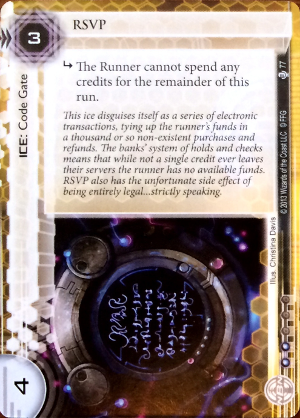 3
RSVP
ICE: Code Gate
↳ The Runner cannot spend any
credits for the remainder of this
run.
This ice disguises itself as a series of electronic
transactions, tying up the runner's funds in
a thousand or so non-existent purchases and
refunds. The banks' system of holds and checks
means that while not a single credit ever leaves
their servers the runner has no available funds.
RSVP also has the unfortunate side effect of
being entirely legal...strictly speaking.
4
Illus. Christina Davis
© 2013 Wizards of the Coast LLC. © FFG
77
RSVP